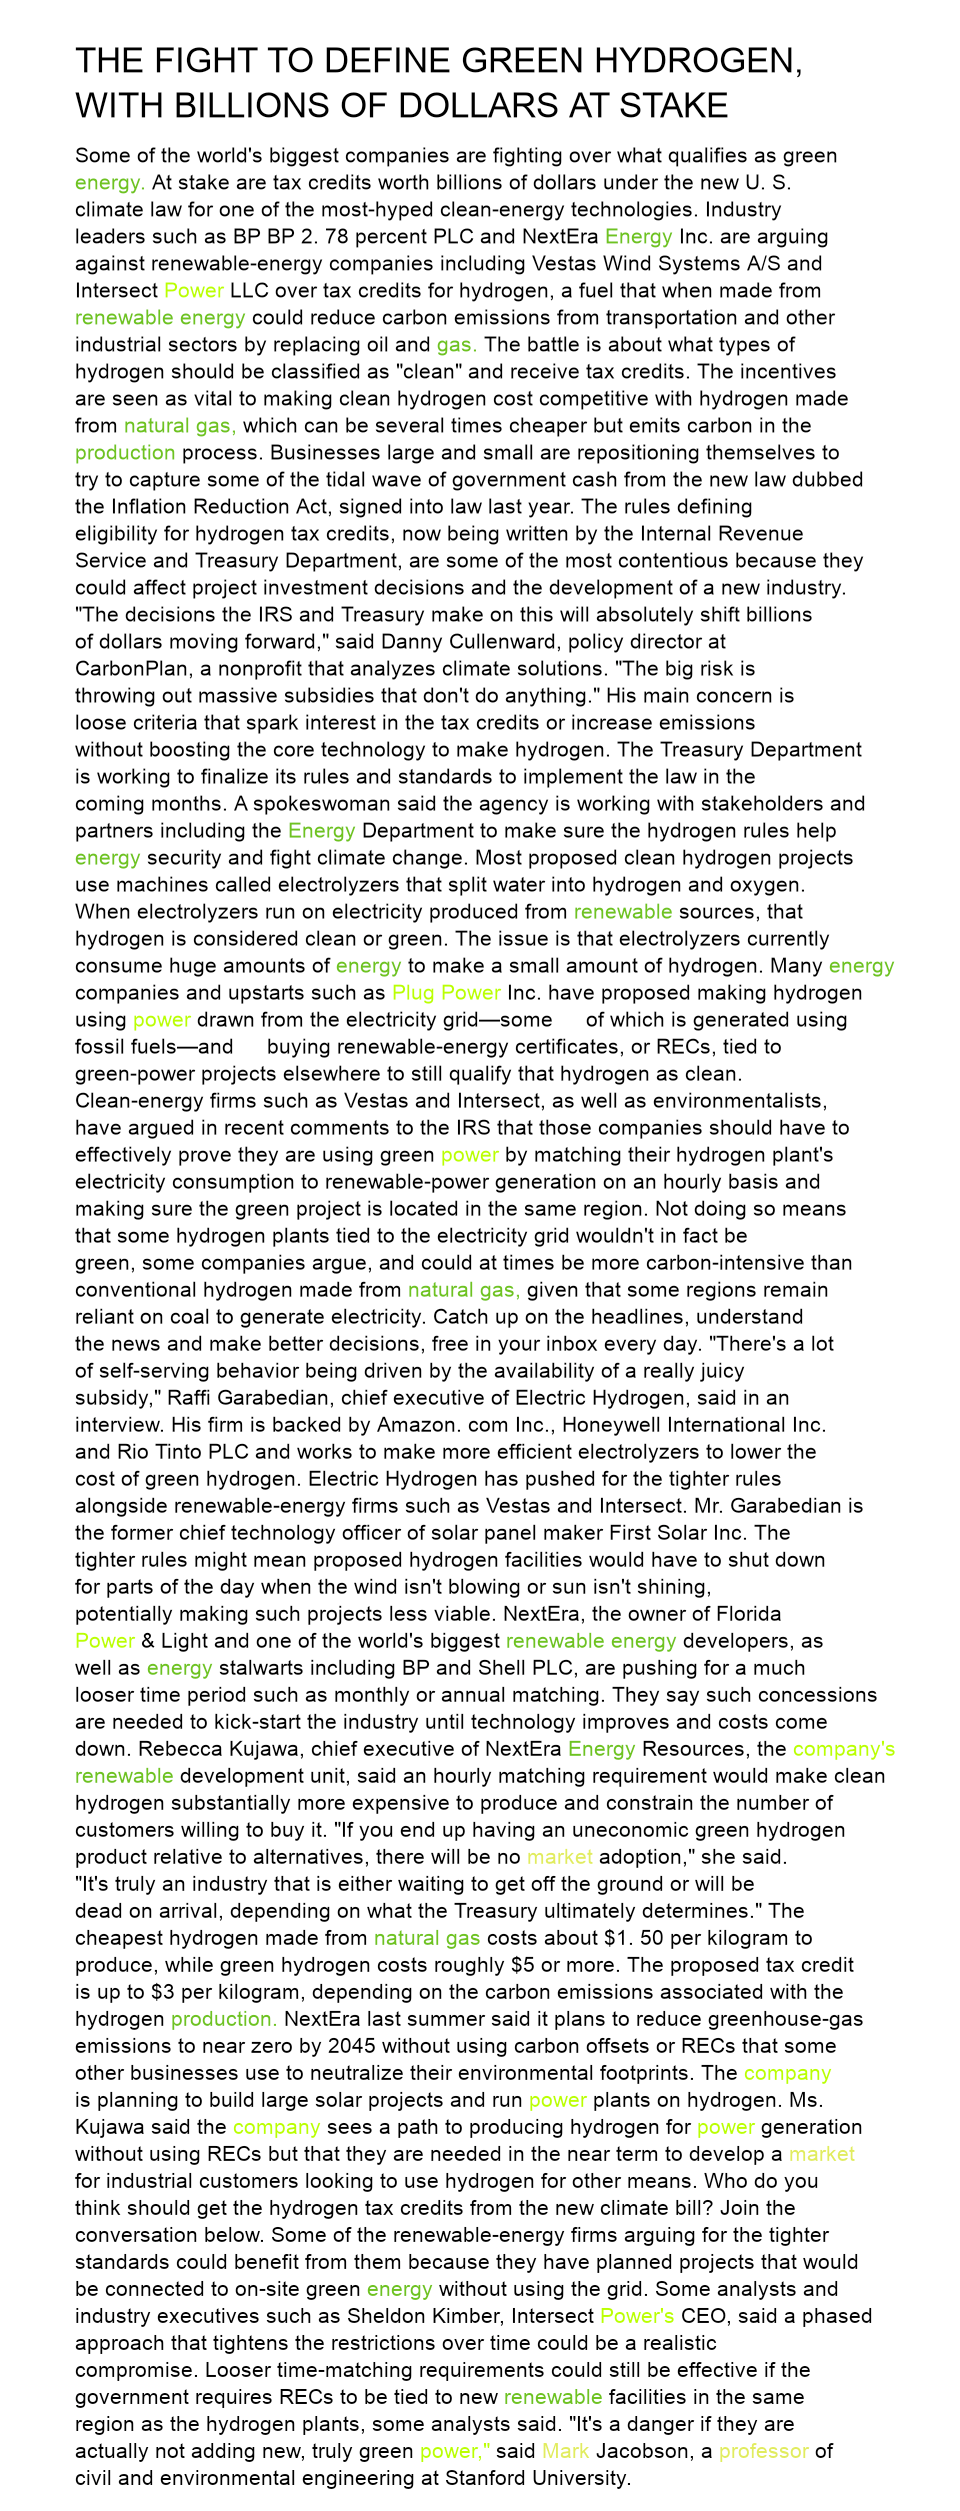 THE FIGHT TO DEFINE GREEN HYDROGEN,
WITH BILLIONS OF DOLLARS AT STAKE
Some of the world's biggest companies are fighting over what qualifies as green
energy. At stake are tax credits worth billions of dollars under the new U. S.
climate law for one of the most-hyped clean-energy technologies. Industry
leaders such as BP BP 2. 78 percent PLC and NextEra Energy Inc. are arguing
against renewable-energy companies including Vestas Wind Systems A/S and
Intersect Power LLC over tax credits for hydrogen, a fuel that when made from
renewable energy could reduce carbon emissions from transportation and other
industrial sectors by replacing oil and gas. The battle is about what types of
hydrogen should be classified as "clean" and receive tax credits. The incentives
are seen as vital to making clean hydrogen cost competitive with hydrogen made
from natural gas, which can be several times cheaper but emits carbon in the
production process. Businesses large and small are repositioning themselves to
try to capture some of the tidal wave of government cash from the new law dubbed
the Inflation Reduction Act, signed into law last year. The rules defining
eligibility for hydrogen tax credits, now being written by the Internal Revenue
Service and Treasury Department, are some of the most contentious because they
could affect project investment decisions and the development of a new industry.
"The decisions the IRS and Treasury make on this will absolutely shift billions
of dollars moving forward," said Danny Cullenward, policy director at
CarbonPlan, a nonprofit that analyzes climate solutions. "The big risk is
throwing out massive subsidies that don't do anything." His main concern is
loose criteria that spark interest in the tax credits or increase emissions
without boosting the core technology to make hydrogen. The Treasury Department
is working to finalize its rules and standards to implement the law in the
coming months. A spokeswoman said the agency is working with stakeholders and
partners including the Energy Department to make sure the hydrogen rules help
energy security and fight climate change. Most proposed clean hydrogen projects
use machines called electrolyzers that split water into hydrogen and oxygen.
When electrolyzers run on electricity produced from renewable sources, that
hydrogen is considered clean or green. The issue is that electrolyzers currently
consume huge amounts of energy to make a small amount of hydrogen. Many energy
companies and upstarts such as Plug Power Inc. have proposed making hydrogen
using power drawn from the electricity grid—some of which is generated using
fossil fuels—and buying renewable-energy certificates, or RECs, tied to
green-power projects elsewhere to still qualify that hydrogen as clean.
Clean-energy firms such as Vestas and Intersect, as well as environmentalists,
have argued in recent comments to the IRS that those companies should have to
effectively prove they are using green power by matching their hydrogen plant's
electricity consumption to renewable-power generation on an hourly basis and
making sure the green project is located in the same region. Not doing so means
that some hydrogen plants tied to the electricity grid wouldn't in fact be
green, some companies argue, and could at times be more carbon-intensive than
conventional hydrogen made from natural gas, given that some regions remain
reliant on coal to generate electricity. Catch up on the headlines, understand
the news and make better decisions, free in your inbox every day. "There's a lot
of self-serving behavior being driven by the availability of a really juicy
subsidy," Raffi Garabedian, chief executive of Electric Hydrogen, said in an
interview. His firm is backed by Amazon. com Inc., Honeywell International Inc.
and Rio Tinto PLC and works to make more efficient electrolyzers to lower the
cost of green hydrogen. Electric Hydrogen has pushed for the tighter rules
alongside renewable-energy firms such as Vestas and Intersect. Mr. Garabedian is
the former chief technology officer of solar panel maker First Solar Inc. The
tighter rules might mean proposed hydrogen facilities would have to shut down
for parts of the day when the wind isn't blowing or sun isn't shining,
potentially making such projects less viable. NextEra, the owner of Florida
Power & Light and one of the world's biggest renewable energy developers, as
well as energy stalwarts including BP and Shell PLC, are pushing for a much
looser time period such as monthly or annual matching. They say such concessions
are needed to kick-start the industry until technology improves and costs come
down. Rebecca Kujawa, chief executive of NextEra Energy Resources, the company's
renewable development unit, said an hourly matching requirement would make clean
hydrogen substantially more expensive to produce and constrain the number of
customers willing to buy it. "If you end up having an uneconomic green hydrogen
product relative to alternatives, there will be no market adoption," she said.
"It's truly an industry that is either waiting to get off the ground or will be
dead on arrival, depending on what the Treasury ultimately determines." The
cheapest hydrogen made from natural gas costs about $1. 50 per kilogram to
produce, while green hydrogen costs roughly $5 or more. The proposed tax credit
is up to $3 per kilogram, depending on the carbon emissions associated with the
hydrogen production. NextEra last summer said it plans to reduce greenhouse-gas
emissions to near zero by 2045 without using carbon offsets or RECs that some
other businesses use to neutralize their environmental footprints. The company
is planning to build large solar projects and run power plants on hydrogen. Ms.
Kujawa said the company sees a path to producing hydrogen for power generation
without using RECs but that they are needed in the near term to develop a market
for industrial customers looking to use hydrogen for other means. Who do you
think should get the hydrogen tax credits from the new climate bill? Join the
conversation below. Some of the renewable-energy firms arguing for the tighter
standards could benefit from them because they have planned projects that would
be connected to on-site green energy without using the grid. Some analysts and
industry executives such as Sheldon Kimber, Intersect Power's CEO, said a phased
approach that tightens the restrictions over time could be a realistic
compromise. Looser time-matching requirements could still be effective if the
government requires RECs to be tied to new renewable facilities in the same
region as the hydrogen plants, some analysts said. "It's a danger if they are
actually not adding new, truly green power," said Mark Jacobson, a professor of
civil and environmental engineering at Stanford University.